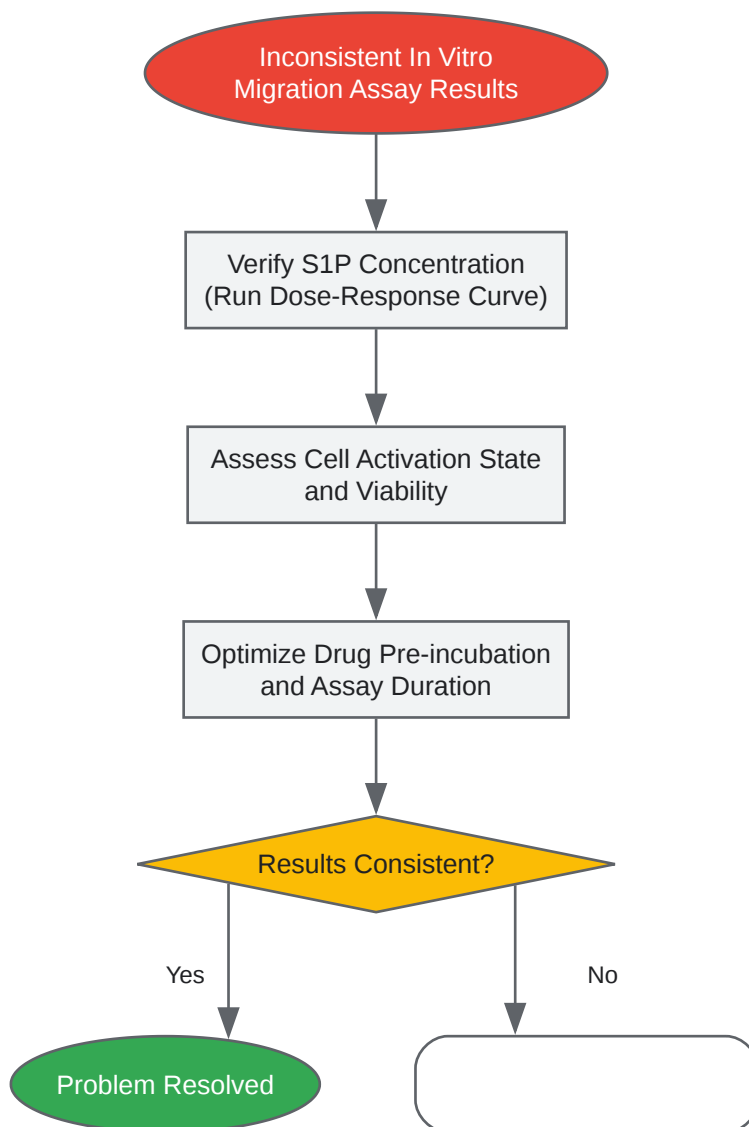 Inconsistent In Vitro
Migration Assay Results
Verify S1P Concentration
(Run Dose-Response Curve)
Assess Cell Activation State
and Viability
Optimize Drug Pre-incubation
and Assay Duration
Results Consistent?
Yes
No
Problem Resolved